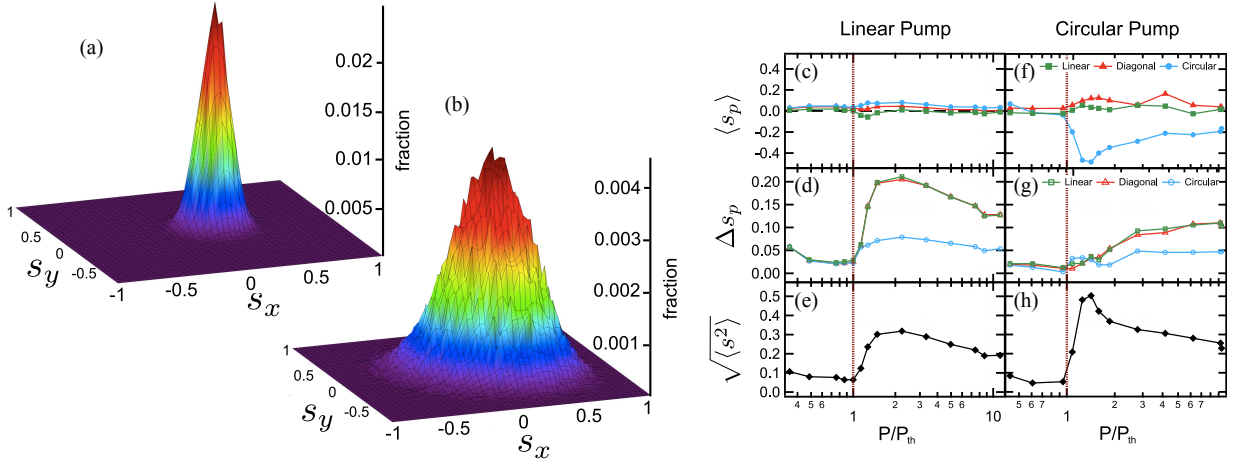 (a)
0.02
0.015
0.01
0.005
fraction
1
0.5
0
-0.5
-1
-0.5
0
0.5
1
s_y
s_x
(b)
0.004
0.003
0.002
0.001
fraction
1
0.5
0
-0.5
-1
-0.5
0
0.5
1
s_y
s_x
Linear Pump
Circular Pump
(c)
0.4
0.2
0.0
-0.2
-0.4
⟨s_p⟩
(f)
Linear Diagonal Circular
(d)
0.20
0.15
0.10
0.05
0.00
Δs_p
(g)
Linear Diagonal Circular
(e)
0.5
0.4
0.3
0.2
0.1
0.0
√⟨s²⟩
(h)
4 5 6 1 2 3 4 5 6 10
5 6 7 1 2 3 4 5 6 7
P/P_th
P/P_th